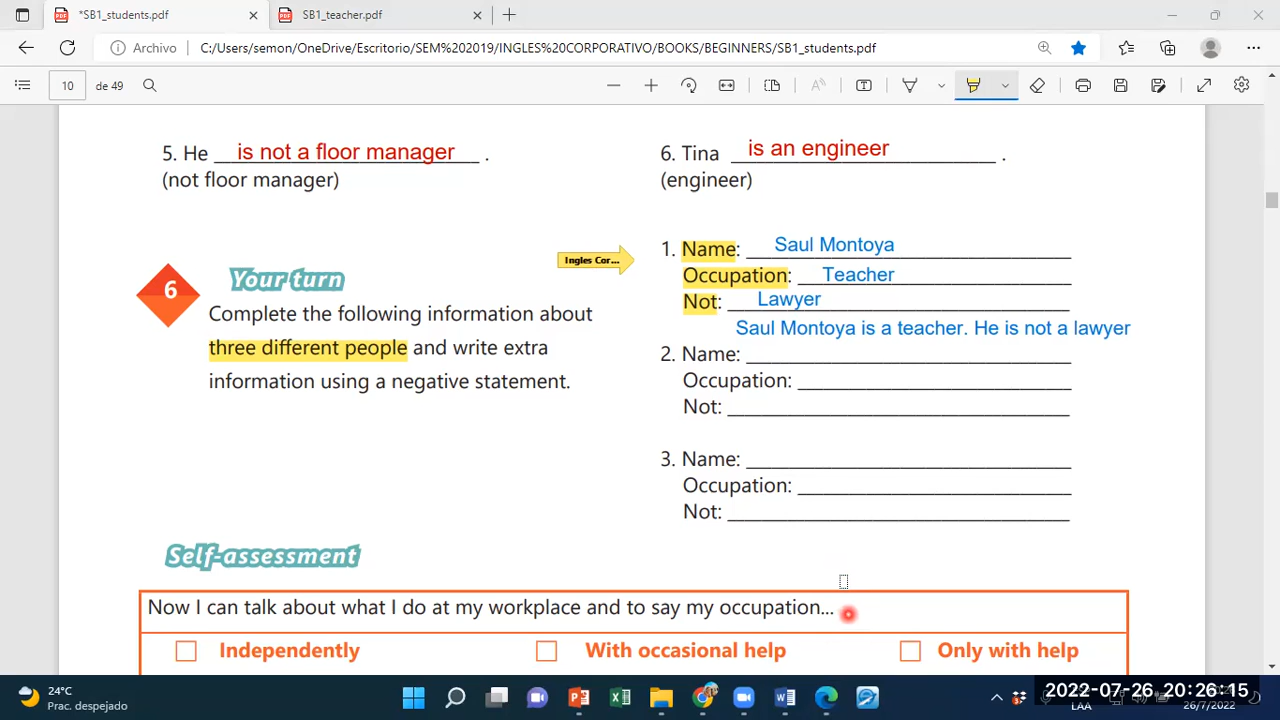 *SB1_students.pdf
SB1_teacher.pdf
Archivo
C:/Users/semon/OneDrive/Escritorio/SEM%202019/INGLES%20CORPORATIVO/BOOKS/BEGINNERS/SB1_students.pdf
10 de 49
5. He is not a floor manager .
(not floor manager)
6. Tina is an engineer .
(engineer)
Ingles Cor...
6
Your turn
Complete the following information about
three different people and write extra
information using a negative statement.
1. Name: Saul Montoya
Occupation: Teacher
Not: Lawyer
Saul Montoya is a teacher. He is not a lawyer
2. Name:
Occupation:
Not:
3. Name:
Occupation:
Not:
Self-assessment
Now I can talk about what I do at my workplace and to say my occupation...
Independently
With occasional help
Only with help
24°C
Prac. despejado
LAA
2022-07-26 20:26:15
26/7/2022